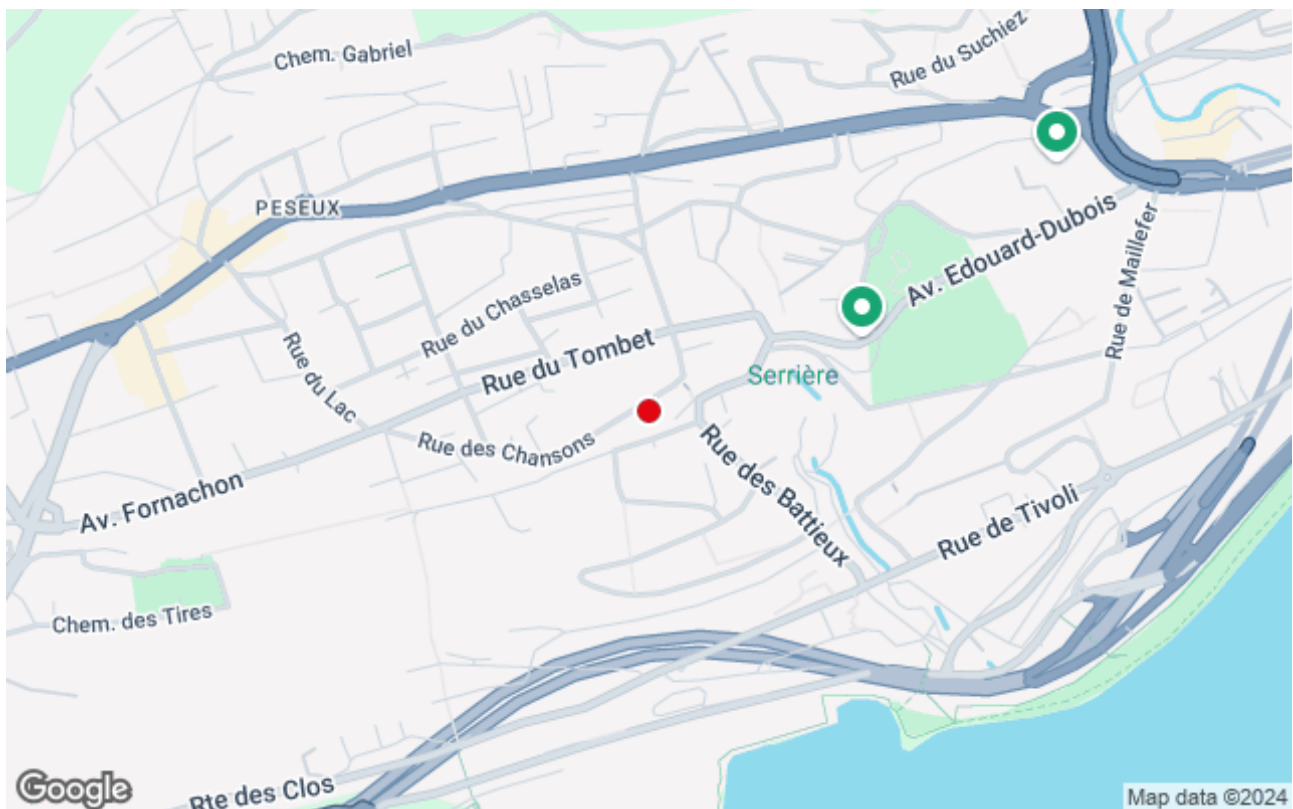 Chem. Gabriel
Rue du Suchiez
PESEUX
Av. Edouard-Dubois
Rue de Maillefer
Rue du Chasselas
Rue du Tombet
Serrière
Rue du Lac
Rue des Chansons
Rue des Battieux
Av. Fornachon
Rue de Tivoli
Chem. des Tires
Rte des Clos
Google
Map data ©2024